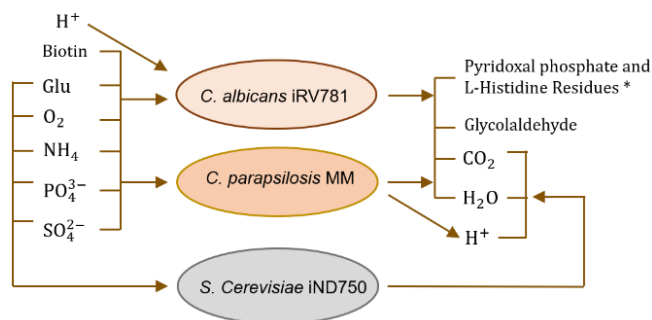 H⁺
Biotin
Glu
O₂
NH₄
PO₄³⁻
SO₄²⁻
C. albicans iRV781
C. parapsilosis MM
S. Cerevisiae iND750
Pyridoxal phosphate and
L-Histidine Residues *
Glycolaldehyde
CO₂
H₂O
H⁺